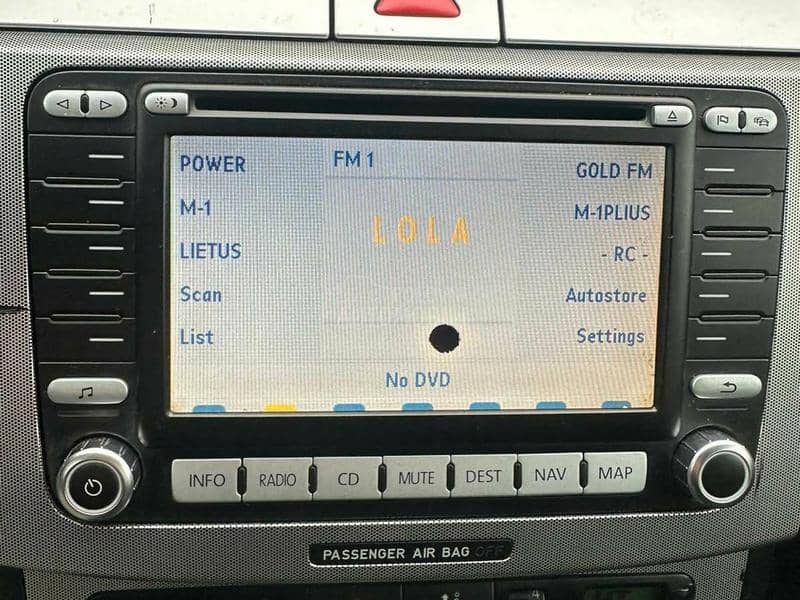 FM 1
POWER
GOLD FM
M-1
M-1PLIUS
LOLA
LIETUS
- RC -
Scan
Autostore
List
Settings
No DVD
INFO
RADIO
CD
MUTE
DEST
NAV
MAP
PASSENGER AIR BAG OFF